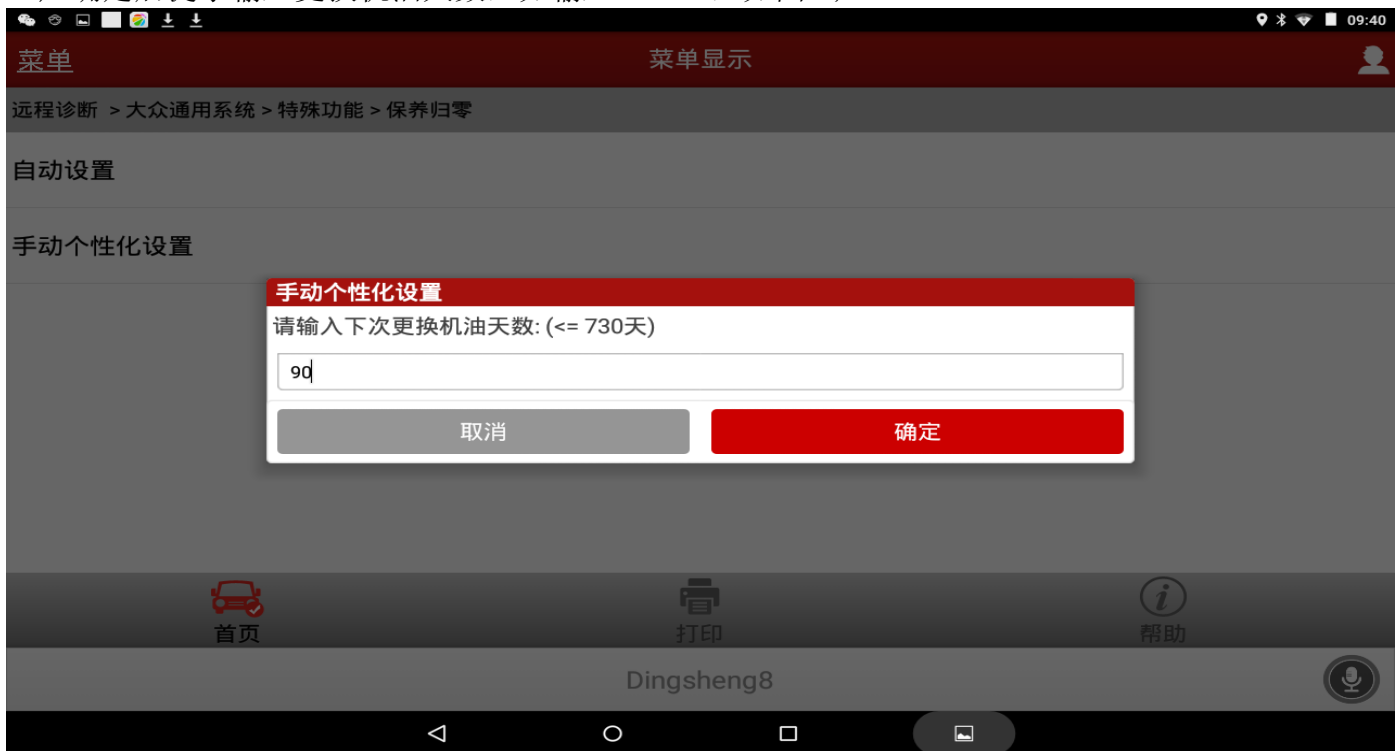 09:40
菜单
菜单显示
远程诊断 > 大众通用系统 > 特殊功能 > 保养归零
自动设置
手动个性化设置
手动个性化设置
请输入下次更换机油天数: (<= 730天)
90
取消
确定
首页
打印
帮助
Dingsheng8